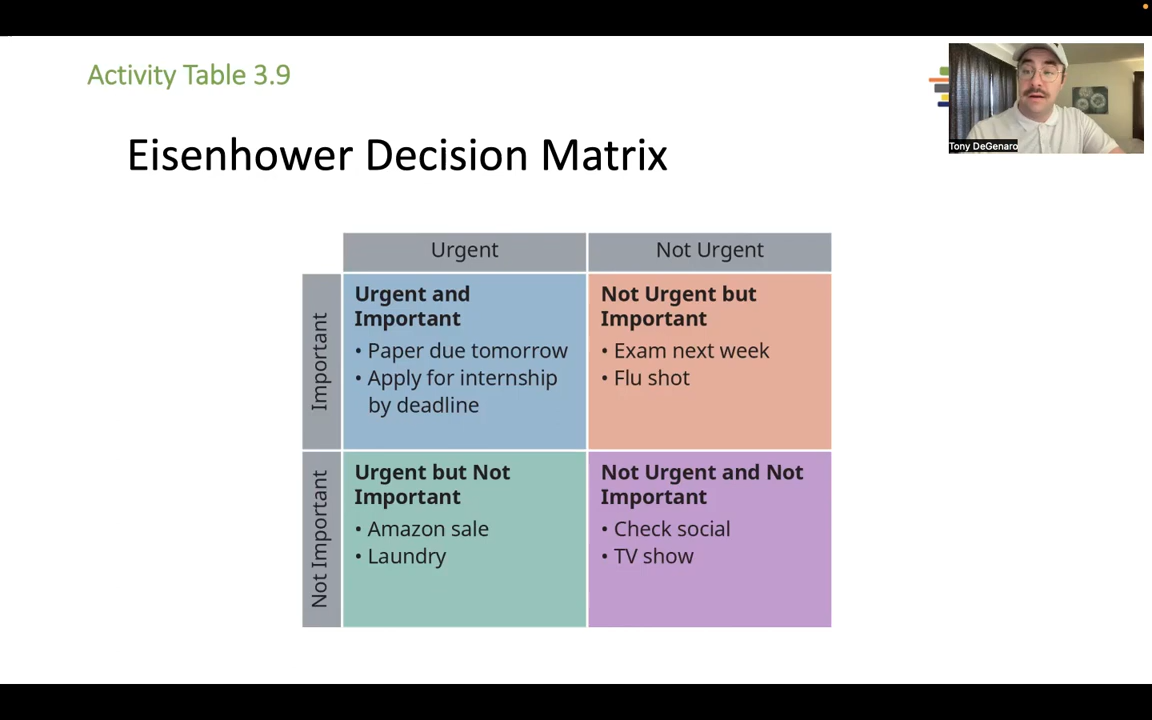 Activity Table 3.9
Tony DeGenaro
Eisenhower Decision Matrix
Urgent
Not Urgent
Important
Urgent and
Important
• Paper due tomorrow
• Apply for internship
by deadline
Not Urgent but
Important
• Exam next week
• Flu shot
Not Important
Urgent but Not
Important
• Amazon sale
• Laundry
Not Urgent and Not
Important
• Check social
• TV show